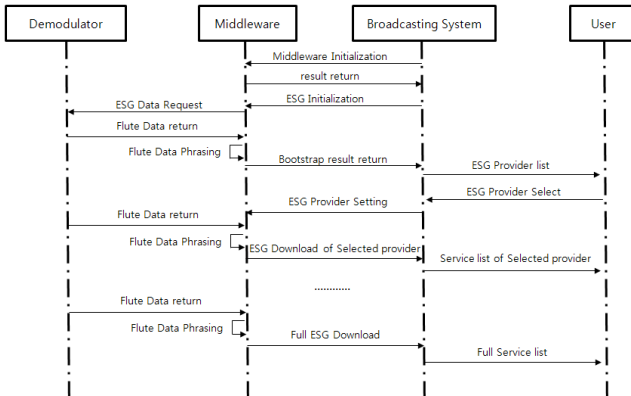 Demodulator
Middleware
Broadcasting System
User
Middleware Initialization
result return
ESG Initialization
ESG Data Request
Flute Data return
Flute Data Phrasing
Bootstrap result return
ESG Provider list
ESG Provider Select
ESG Provider Setting
Flute Data return
Flute Data Phrasing
ESG Download of Selected provider
Service list of Selected provider
............
Flute Data return
Flute Data Phrasing
Full ESG Download
Full Service list